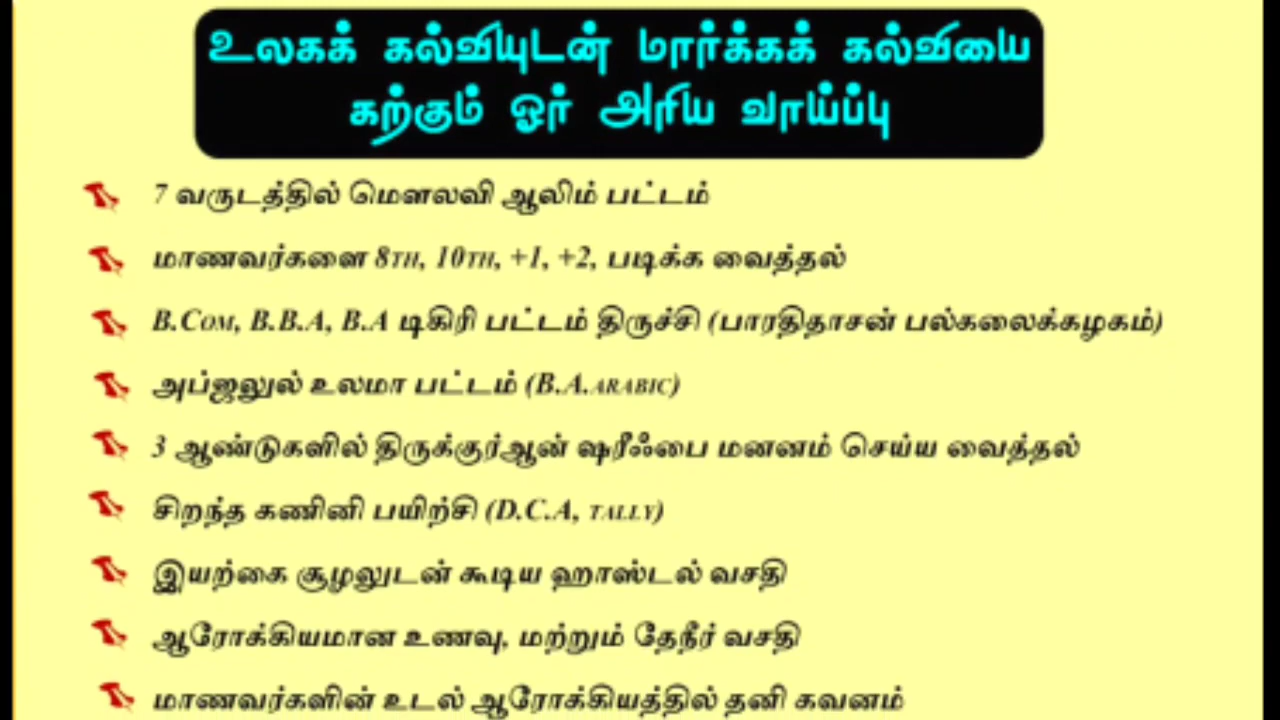 உலகக் கல்வியுடன் மார்க்கக் கல்வியை
கற்கும் ஓர் அரிய வாய்ப்பு
7 வருடத்தில் மௌலவி ஆலிம் பட்டம்
மாணவர்களை 8TH, 10TH, +1, +2, படிக்க வைத்தல்
B.COM, B.B.A, B.A டிகிரி பட்டம் திருச்சி (பாரதிதாசன் பல்கலைக்கழகம்)
அப்ஜலுல் உலமா பட்டம் (B.A.ARABIC)
3 ஆண்டுகளில் திருக்குர்ஆன் ஷரீஃபை மனனம் செய்ய வைத்தல்
சிறந்த கணினி பயிற்சி (D.C.A, TALLY)
இயற்கை சூழலுடன் கூடிய ஹாஸ்டல் வசதி
ஆரோக்கியமான உணவு, மற்றும் தேநீர் வசதி
மாணவர்களின் உடல் ஆரோக்கியத்தில் தனி கவனம்